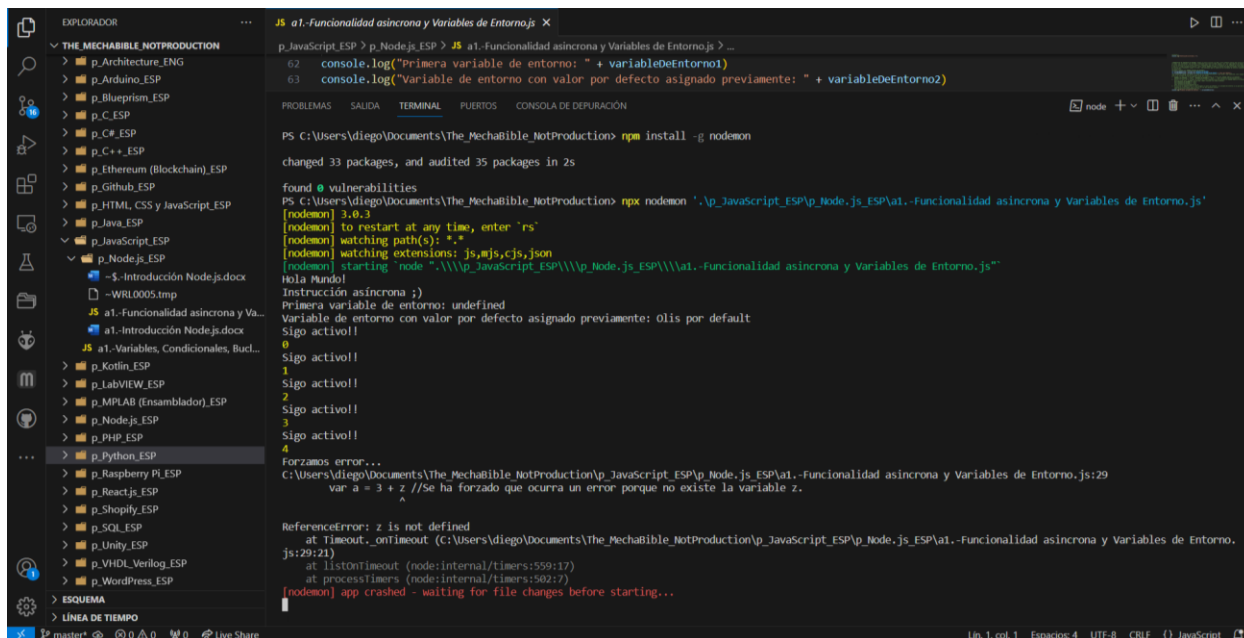 EXPLORADOR
THE_MECHABIBLE_NOTPRODUCTION
p_Architecture_ENG
p_Arduino_ESP
p_Blueprism_ESP
p_C_ESP
p_C#_ESP
p_C++_ESP
p_Ethereum (Blockchain)_ESP
p_Github_ESP
p_HTML, CSS y JavaScript_ESP
p_Java_ESP
p_JavaScript_ESP
p_Node.js_ESP
~$.-Introducción Node.js.docx
~WRL0005.tmp
JS a1.-Funcionalidad asincrona y Va...
a1.-Introducción Node.js.docx
JS a1.-Variables, Condicionales, Bucl...
p_Kotlin_ESP
p_LabVIEW_ESP
p_MPLAB (Ensamblador)_ESP
p_Node.js_ESP
p_PHP_ESP
p_Python_ESP
p_Raspberry Pi_ESP
p_React.js_ESP
p_Shopify_ESP
p_SQL_ESP
p_Unity_ESP
p_VHDL_Verilog_ESP
p_WordPress_ESP
ESQUEMA
LÍNEA DE TIEMPO
16
1
JS a1.-Funcionalidad asincrona y Variables de Entorno.js
p_JavaScript_ESP > p_Node.js_ESP > JS a1.-Funcionalidad asincrona y Variables de Entorno.js > ...
62 console.log("Primera variable de entorno: " + variableDeEntorno1)
63 console.log("Variable de entorno con valor por defecto asignado previamente: " + variableDeEntorno2)
PROBLEMAS SALIDA TERMINAL PUERTOS CONSOLA DE DEPURACIÓN
node
PS C:\Users\diego\Documents\The_MechaBible_NotProduction> npm install -g nodemon
changed 33 packages, and audited 35 packages in 2s
found 0 vulnerabilities
PS C:\Users\diego\Documents\The_MechaBible_NotProduction> npx nodemon '.\p_JavaScript_ESP\p_Node.js_ESP\a1.-Funcionalidad asincrona y Variables de Entorno.js'
[nodemon] 3.0.3
[nodemon] to restart at any time, enter `rs`
[nodemon] watching path(s): *.*
[nodemon] watching extensions: js,mjs,cjs,json
[nodemon] starting `node ".\\\\p_JavaScript_ESP\\\\p_Node.js_ESP\\\\a1.-Funcionalidad asincrona y Variables de Entorno.js"`
Hola Mundo!
Instrucción asíncrona ;)
Primera variable de entorno: undefined
Variable de entorno con valor por defecto asignado previamente: Olis por default
Sigo activo!!
0
Sigo activo!!
1
Sigo activo!!
2
Sigo activo!!
3
Sigo activo!!
4
Forzamos error...
C:\Users\diego\Documents\The_MechaBible_NotProduction\p_JavaScript_ESP\p_Node.js_ESP\a1.-Funcionalidad asincrona y Variables de Entorno.js:29
var a = 3 + z //Se ha forzado que ocurra un error porque no existe la variable z.
^
ReferenceError: z is not defined
at Timeout._onTimeout (C:\Users\diego\Documents\The_MechaBible_NotProduction\p_JavaScript_ESP\p_Node.js_ESP\a1.-Funcionalidad asincrona y Variables de Entorno.
js:29:21)
at listOnTimeout (node:internal/timers:559:17)
at processTimers (node:internal/timers:502:7)
[nodemon] app crashed - waiting for file changes before starting...
master* 0 0 0 Live Share
Lín. 1, col. 1 Espacios: 4 UTF-8 CRLF {} JavaScript